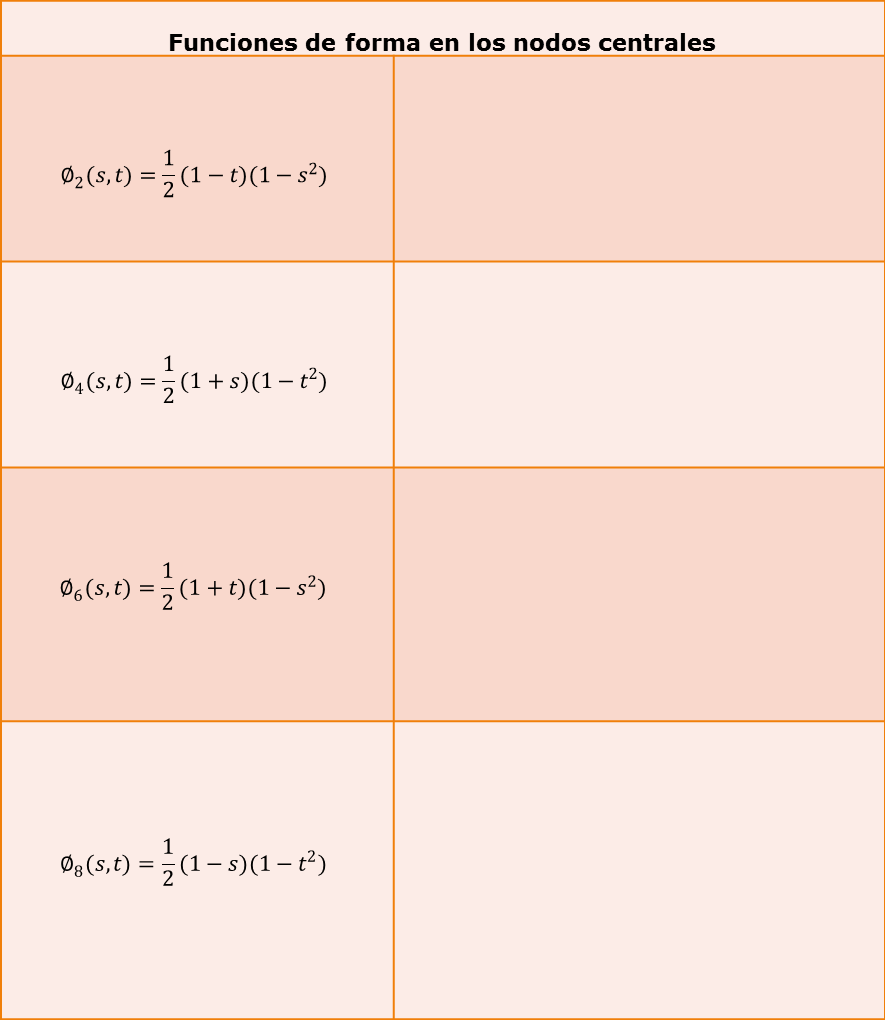 Funciones de forma en los nodos centrales
∅₂(s,t) = 1/2 (1 − t)(1 − s²)
∅₄(s,t) = 1/2 (1 + s)(1 − t²)
∅₆(s,t) = 1/2 (1 + t)(1 − s²)
∅₈(s,t) = 1/2 (1 − s)(1 − t²)